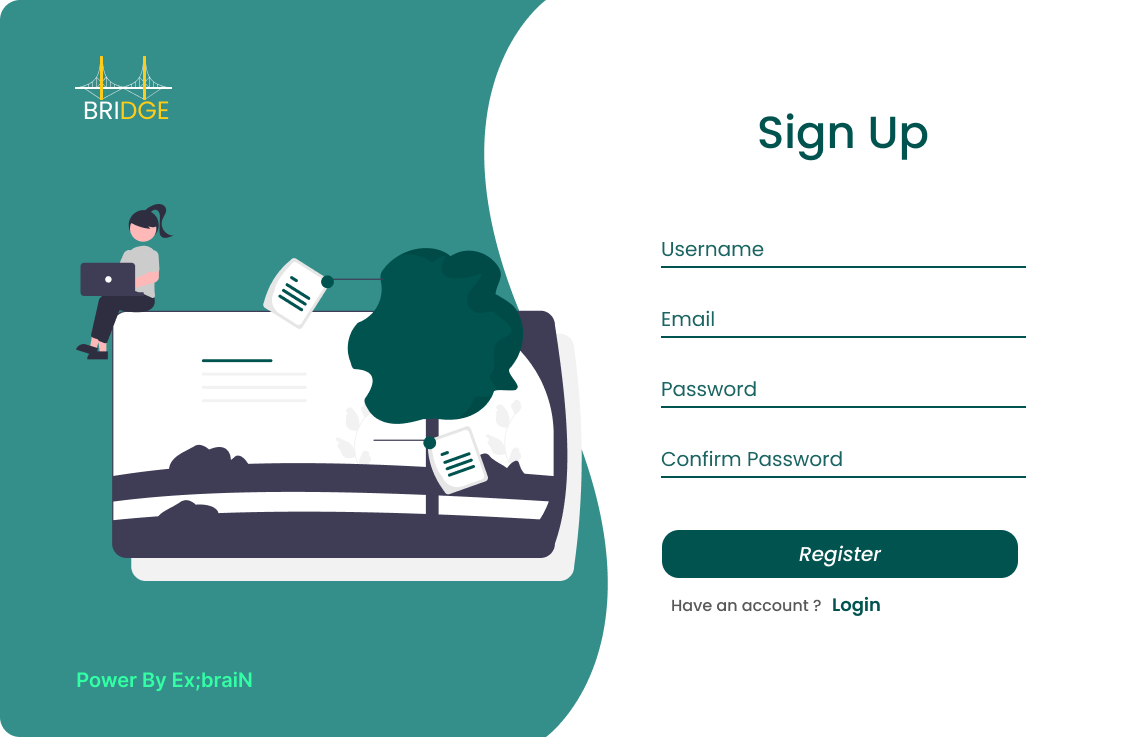 BRIDGE
Sign Up
Username
Email
Password
Confirm Password
Register
Have an account ? Login
Power By Ex;braiN